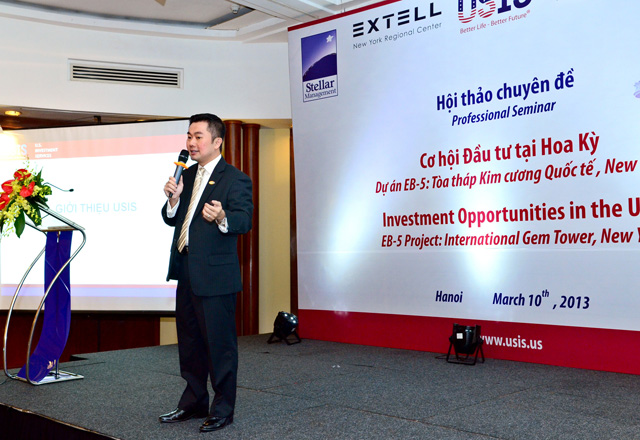 EXTELL
New York Regional Center
USIS
Better Life - Better Future
Stellar
Management
Hội thảo chuyên đề
Professional Seminar
Cơ hội Đầu tư tại Hoa Kỳ
Dự án EB-5: Tòa tháp Kim cương Quốc tế , New
Investment Opportunities in the U
EB-5 Project: International Gem Tower, New Y
Hanoi March 10th , 2013
www.usis.us
GIỚI THIỆU USIS